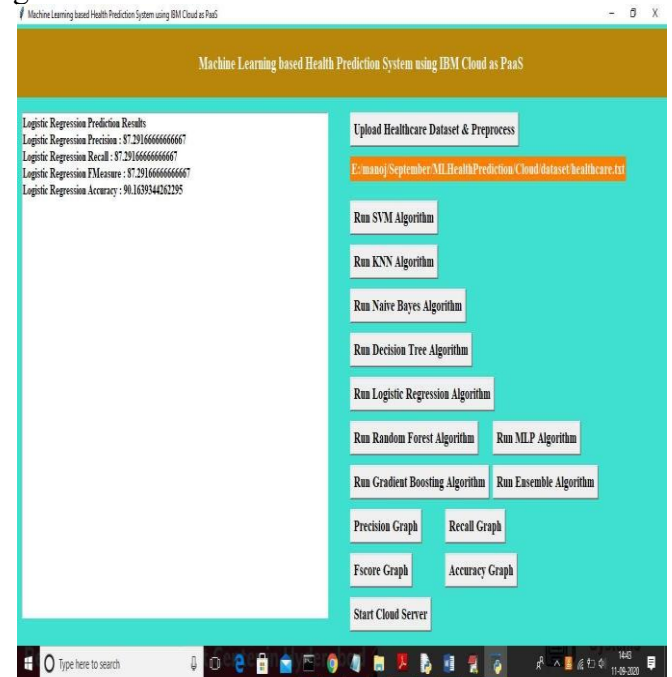 Machine Learning based Health Prediction System using IBM Cloud as PaaS
Machine Learning based Health Prediction System using IBM Cloud as PaaS
Logistic Regression Prediction Results
Logistic Regression Precision : 87.29166666666667
Logistic Regression Recall : 87.29166666667
Logistic Regression FMeasure : 87.29166666666667
Logistic Regression Accuracy : 90.1639344262295
Upload Healthcare Dataset & Preprocess
E:/manoj/September/MLHealthPrediction/Cloud/dataset/healthcare.txt
Run SVM Algorithm
Run KNN Algorithm
Run Naive Bayes Algorithm
Run Decision Tree Algorithm
Run Logistic Regression Algorithm
Run Random Forest Algorithm Run MLP Algorithm
Run Gradient Boosting Algorithm Run Ensemble Algorithm
Precision Graph Recall Graph
Fscore Graph Accuracy Graph
Start Cloud Server
Type here to search
14:43
11-09-2020